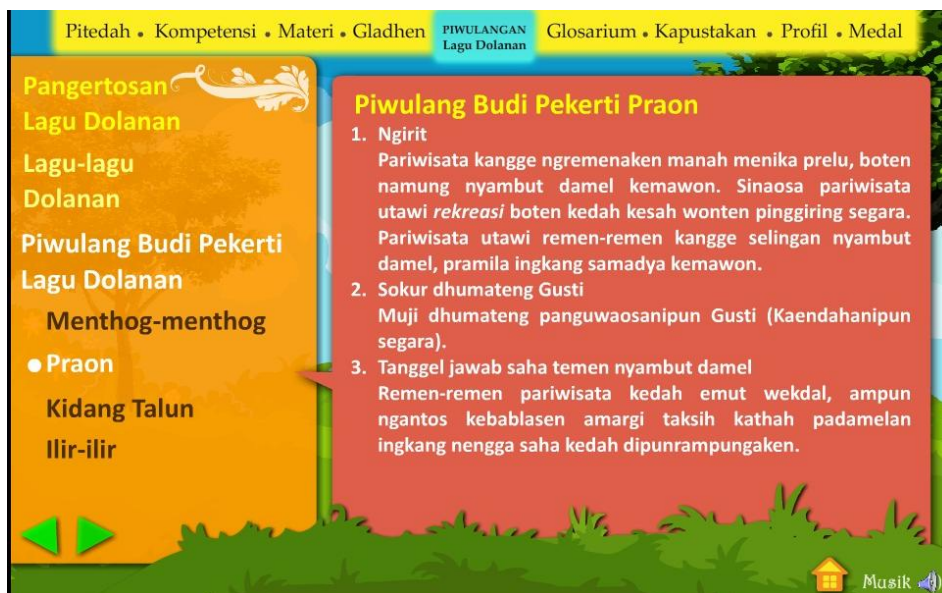 Pitedah • Kompetensi • Materi • Gladhen PIWULANGAN Glosarium • Kapustakan • Profil • Medal
Lagu Dolanan
Pangertosan
Lagu Dolanan
Lagu-lagu
Dolanan
Piwulang Budi Pekerti
Lagu Dolanan
Menthog-menthog
● Praon
Kidang Talun
Ilir-ilir
Piwulang Budi Pekerti Praon
1. Ngirit
Pariwisata kangge ngremenaken manah menika prelu, boten
namung nyambut damel kemawon. Sinaosa pariwisata
utawi rekreasi boten kedah kesah wonten pinggiring segara.
Pariwisata utawi remen-remen kangge selingan nyambut
damel, pramila ingkang samadya kemawon.
2. Sokur dhumateng Gusti
Muji dhumateng panguwaosanipun Gusti (Kaendahanipun
segara).
3. Tanggel jawab saha temen nyambut damel
Remen-remen pariwisata kedah emut wekdal, ampun
ngantos kebablasen amargi taksih kathah padamelan
ingkang nengga saha kedah dipunrampungaken.
Musik